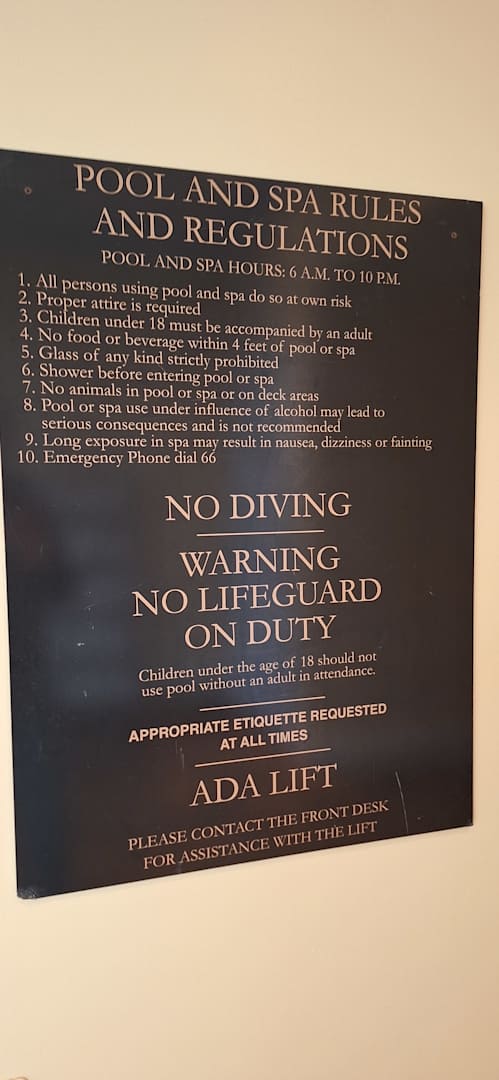 POOL AND SPA RULES
AND REGULATIONS
POOL AND SPA HOURS: 6 A.M. TO 10 P.M.
1. All persons using pool and spa do so at own risk
2. Proper attire is required
3. Children under 18 must be accompanied by an adult
4. No food or beverage within 4 feet of pool or spa
5. Glass of any kind strictly prohibited
6. Shower before entering pool or spa
7. No animals in pool or spa or on deck areas
8. Pool or spa use under influence of alcohol may lead to
serious consequences and is not recommended
9. Long exposure in spa may result in nausea, dizziness or fainting
10. Emergency Phone dial 66
NO DIVING
WARNING
NO LIFEGUARD
ON DUTY
Children under the age of 18 should not
use pool without an adult in attendance.
APPROPRIATE ETIQUETTE REQUESTED
AT ALL TIMES
ADA LIFT
PLEASE CONTACT THE FRONT DESK
FOR ASSISTANCE WITH THE LIFT